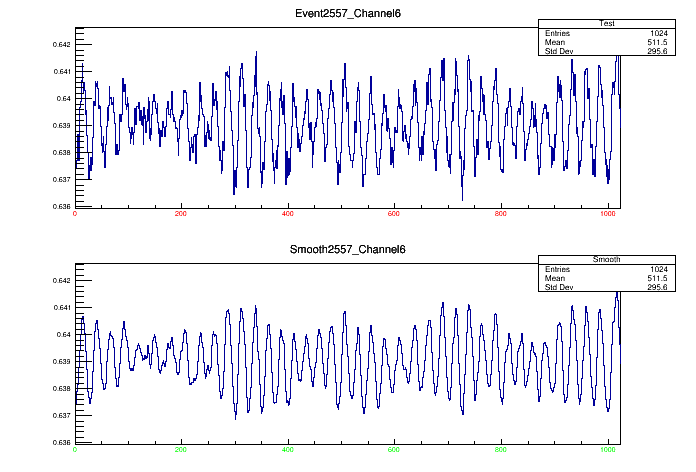 Event2557_Channel6
Test
Entries 1024
Mean 511.5
Std Dev 295.6
0.642
0.641
0.64
0.639
0.638
0.637
0.636
0 200 400 600 800 1000
Smooth2557_Channel6
Smooth
Entries 1024
Mean 511.5
Std Dev 295.6
0.642
0.641
0.64
0.639
0.638
0.637
0.636
0 200 400 600 800 1000